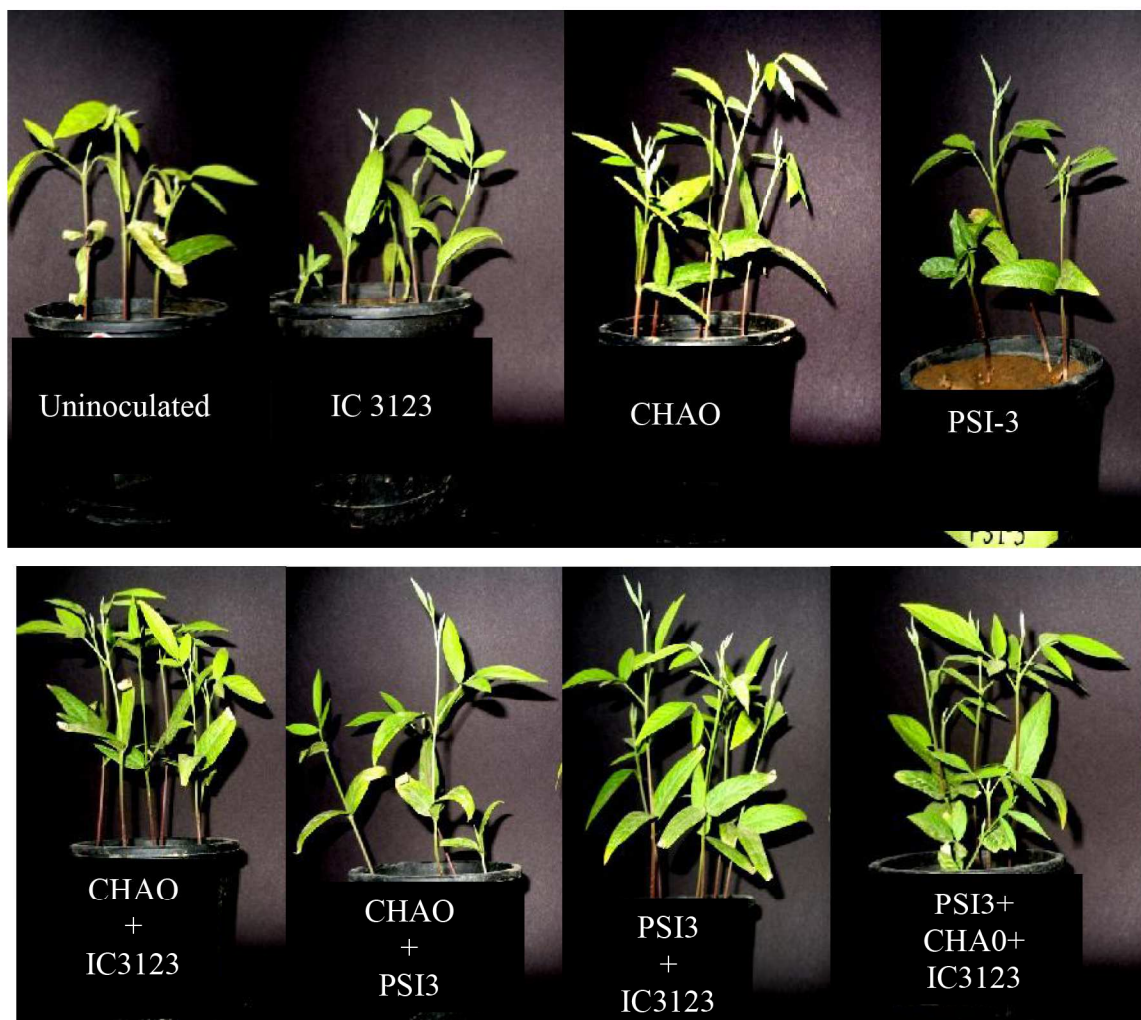 Uninoculated
IC 3123
CHAO
PSI-3
CHAO
+
IC3123
CHAO
+
PSI3
PSI3
+
IC3123
PSI3+
CHA0+
IC3123